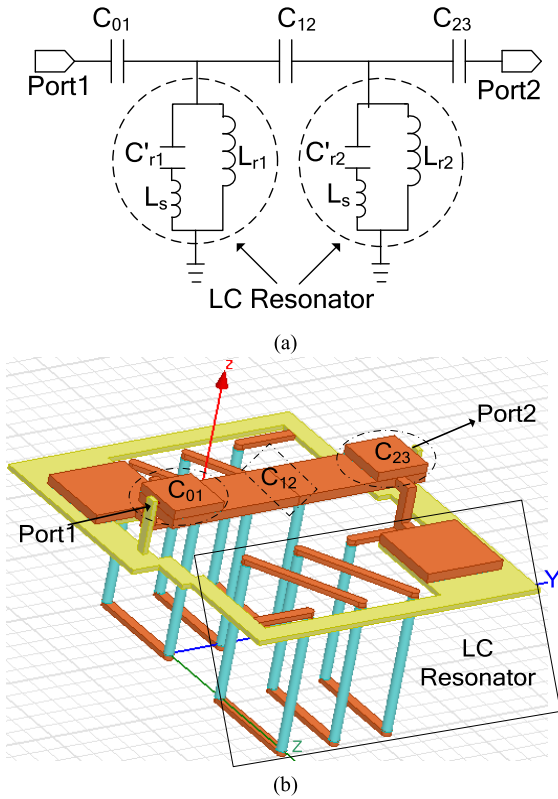 C01 C12 C23
Port1 Port2
C'r1 Lr1 C'r2 Lr2
Ls Ls
LC Resonator
(a)
z
Port2
C23
C12
C01
Port1
Y
LC
Resonator
Z
(b)